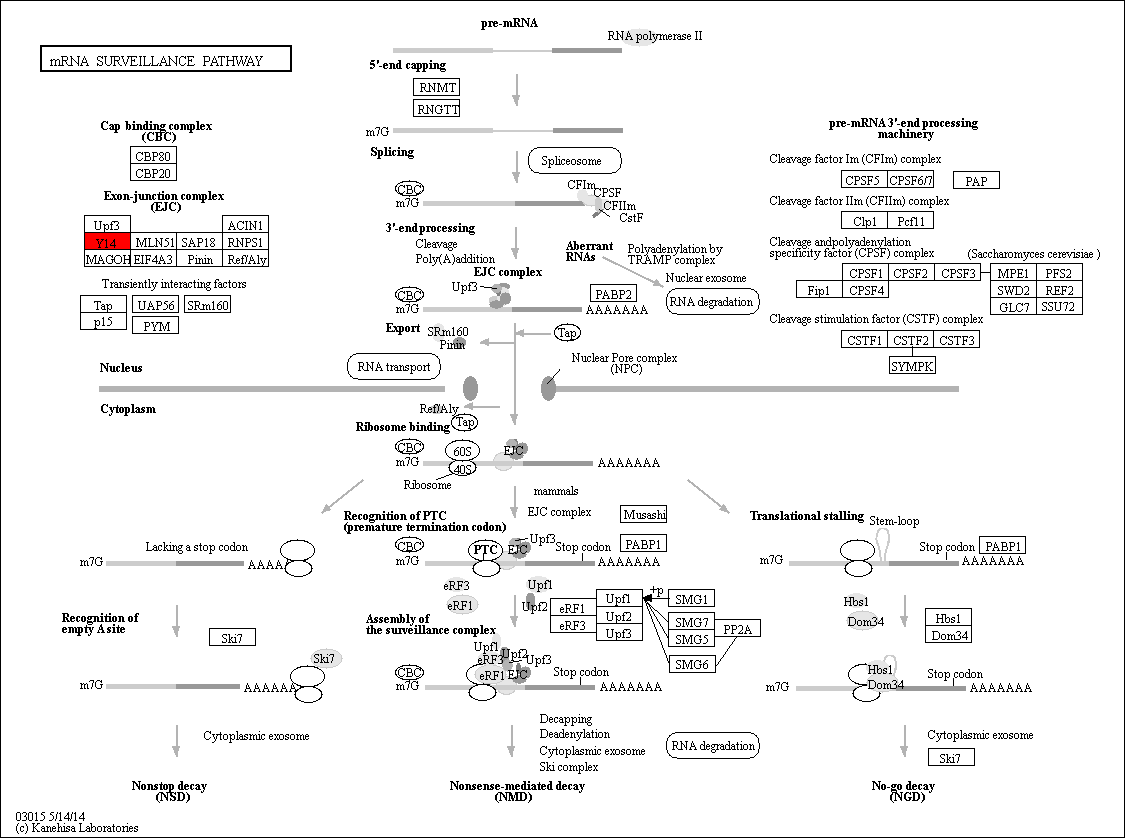 pre-mRNA
RNA polymerase II
mRNA SURVEILLANCE PATHWAY
5'-end capping
RNMT
RNGTT
m7G
Cap binding complex
(CBC)
CBP80
CBP20
Exon-junction complex
(EJC)
Upf3
ACIN1
Y14
MLN51
SAP18
RNPS1
MAGOH
EIF4A3
Pinin
Ref/Aly
Transiently interacting factors
Tap
UAP56
SRm160
p15
PYM
Splicing
Spliceosome
CBC
m7G
CFIm
CPSF
CFIIm
CstF
3'-end processing
Cleavage
Poly(A)addition
Aberrant
RNAs
Polyadenylation by
TRAMP complex
Nuclear exosome
RNA degradation
EJC complex
Upf3
CBC
m7G
PABP2
AAAAAAA
Export
SRm160
Pinin
Tap
pre-mRNA 3'-end processing
machinery
Cleavage factor Im (CFIm) complex
CPSF5
CPSF6/7
PAP
Cleavage factor IIm (CFIIm) complex
Clp1
Pcf11
Cleavage andpolyadenylation
specificity factor (CPSF) complex
(Saccharomyces cerevisiae )
CPSF1
CPSF2
CPSF3
MPE1
PFS2
Fip1
CPSF4
SWD2
REF2
GLC7
SSU72
Cleavage stimulation factor (CSTF) complex
CSTF1
CSTF2
CSTF3
SYMPK
RNA transport
Nuclear Pore complex
(NPC)
Nucleus
Cytoplasm
Ref/Aly
Tap
Ribosome binding
CBC
m7G
60S
40S
EJC
AAAAAAA
Ribosome
mammals
EJC complex
Musashi
PABP1
Recognition of PTC
(premature termination codon)
CBC
m7G
PTC
EJC
Upf3
Stop codon
AAAAAAA
Lacking a stop codon
m7G
AAAAA
Translational stalling
Stem-loop
Stop codon
PABP1
m7G
AAAAAAA
eRF3
eRF1
Upf1
Upf2
eRF1
eRF3
Upf1
Upf2
Upf3
+p
SMG1
SMG7
SMG5
SMG6
PP2A
Recognition of
empty A site
Ski7
Ski7
m7G
AAAAAA
Assembly of
the surveillance complex
Upf1
Upf2
eRF3
Upf3
eRF1
EJC
CBC
m7G
Stop codon
AAAAAAA
Hbs1
Dom34
Hbs1
Dom34
Hbs1
Dom34
Stop codon
m7G
AAAAAAA
Cytoplasmic exosome
Nonstop decay
(NSD)
Decapping
Deadenylation
Cytoplasmic exosome
Ski complex
RNA degradation
Nonsense-mediated decay
(NMD)
Cytoplasmic exosome
Ski7
No-go decay
(NGD)
03015 5/14/14
(c) Kanehisa Laboratories